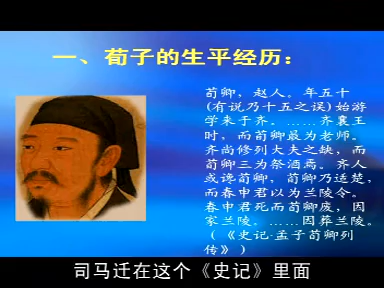 一、荀子的生平经历：
荀卿，赵人。年五十
(有说乃十五之误)始游
学来于齐。……齐襄王
时，而荀卿最为老师。
齐尚修列大夫之缺，而
荀卿三为祭酒焉。齐人
或谗荀卿，荀卿乃适楚，
而春申君以为兰陵令。
春申君死而荀卿废，因
家兰陵。……因葬兰陵。
（《史记·孟子荀卿列
传》）
司马迁在这个《史记》里面